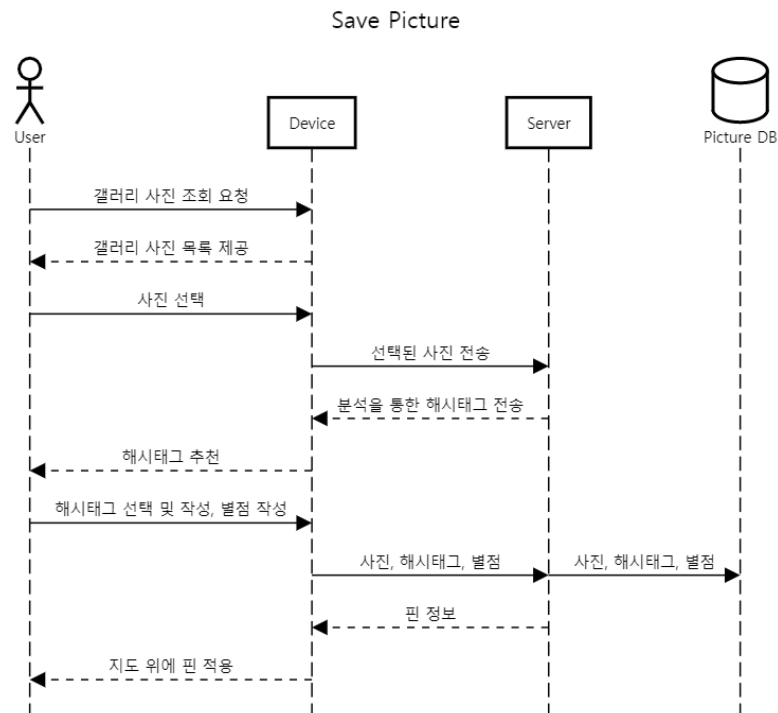 Save Picture
User
Device
Server
Picture DB
갤러리 사진 조회 요청
갤러리 사진 목록 제공
사진 선택
선택된 사진 전송
분석을 통한 해시태그 전송
해시태그 추천
해시태그 선택 및 작성, 별점 작성
사진, 해시태그, 별점
사진, 해시태그, 별점
핀 정보
지도 위에 핀 적용